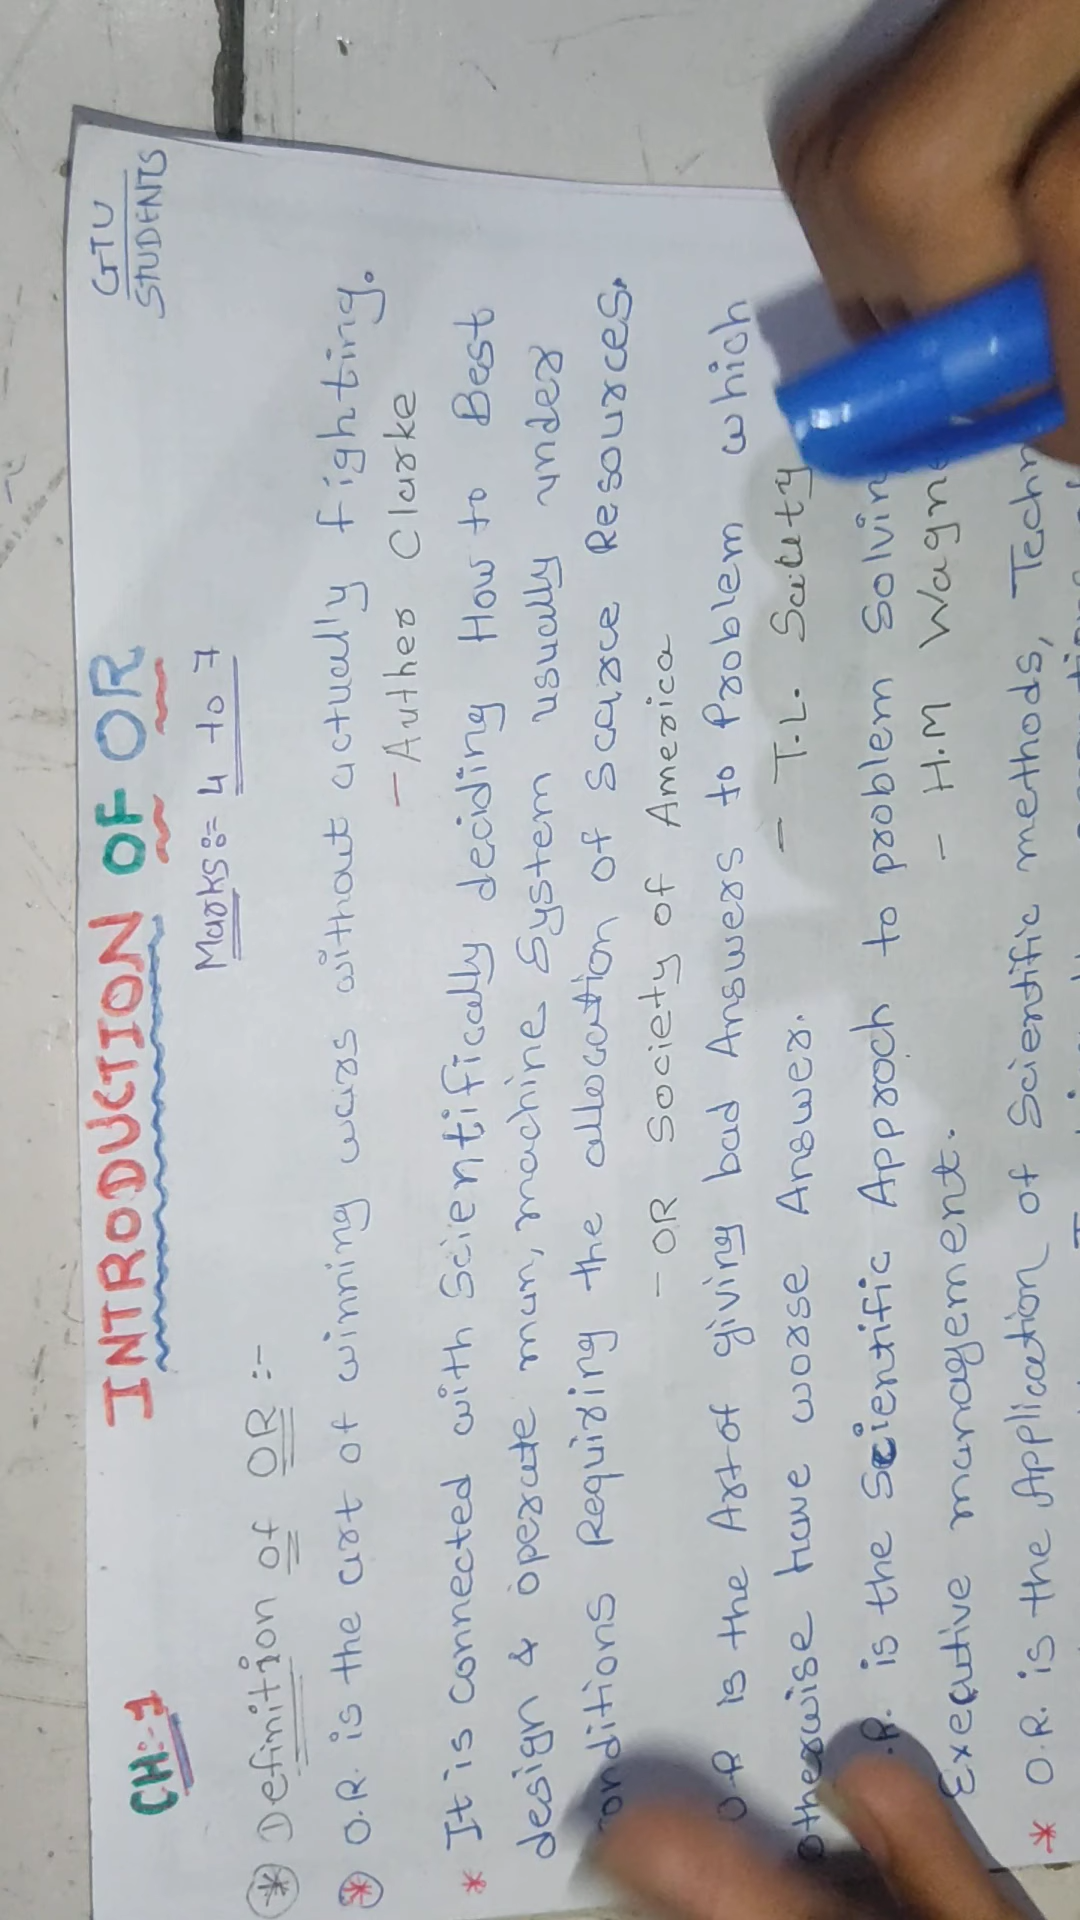 GTU
STUDENTS
CH:-1 INTRODUCTION OF OR
Marks:= 4 to 7
* Definition of OR :-
* O.R. is the art of winning wars without actually fighting.
- Auther Clarke
* It is connected with Scientifically deciding How to Best
design & operate man, machine System usually under
onditions Requiring the allocation of scarce Resources.
- OR Society of America
O.R is the Art of giving bad Answers to Problem which
otherwise have worse Answer. - T.L. Saitety
.R. is the Scientific Approch to problem Solvin
Executive management. - H.M Wagne
* O.R. is the Application of Scientific methods, Techn